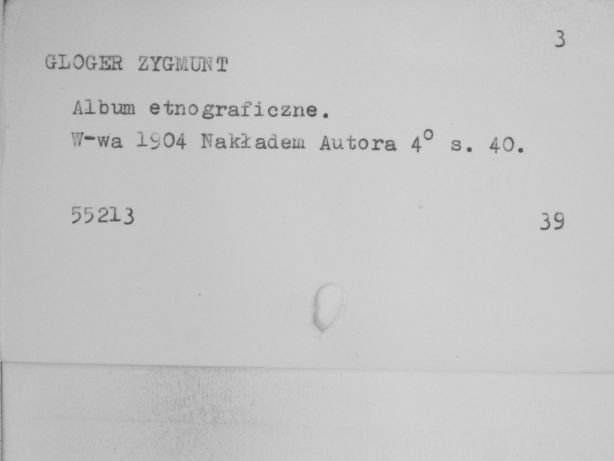 3
GLOGER ZYGMUNT
Album etnograficzne.
W-wa 1904 Nakładem Autora 4° s. 40.
55213
39